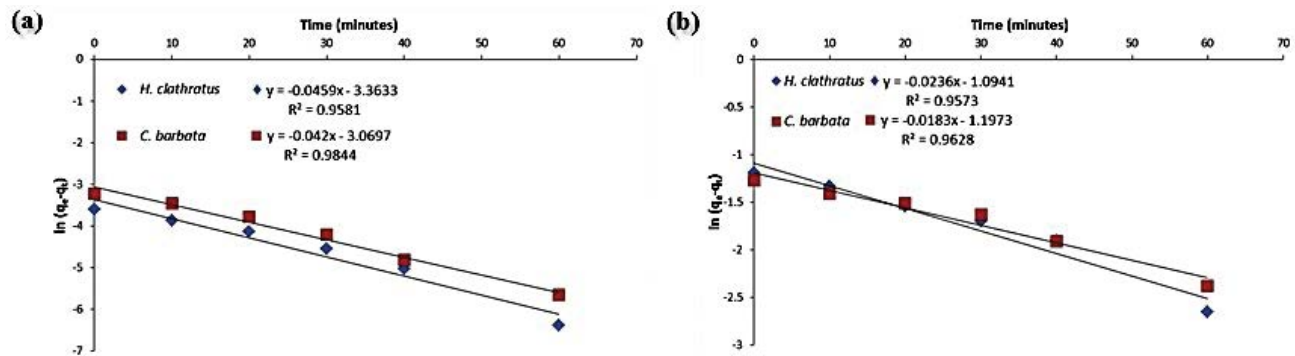 (a)
Time (minutes)
0 10 20 30 40 50 60 70
0
-1
-2
-3
-4
-5
-6
-7
ln (qₑ-qₜ)
H. clathratus y = -0.0459x - 3.3633
R² = 0.9581
C. barbata y = -0.042x - 3.0697
R² = 0.9844
(b)
Time (minutes)
0 10 20 30 40 50 60 70
0
-0.5
-1
-1.5
-2
-2.5
-3
ln (qₑ-qₜ)
H. clathratus y = -0.0236x - 1.0941
R² = 0.9573
C. barbata y = -0.0183x - 1.1973
R² = 0.9628